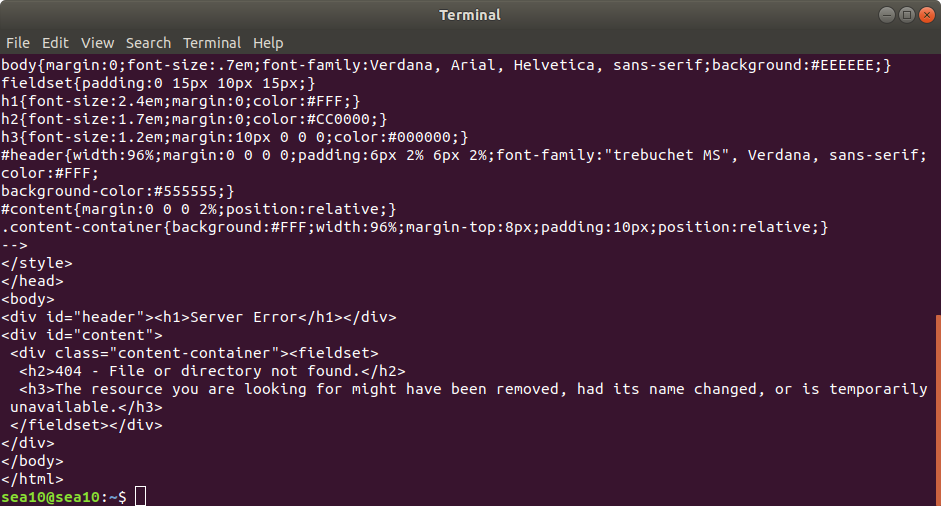 Terminal
File Edit View Search Terminal Help
body{margin:0;font-size:.7em;font-family:Verdana, Arial, Helvetica, sans-serif;background:#EEEEEE;}
fieldset{padding:0 15px 10px 15px;}
h1{font-size:2.4em;margin:0;color:#FFF;}
h2{font-size:1.7em;margin:0;color:#CC0000;}
h3{font-size:1.2em;margin:10px 0 0 0;color:#000000;}
#header{width:96%;margin:0 0 0 0;padding:6px 2% 6px 2%;font-family:"trebuchet MS", Verdana, sans-serif;
color:#FFF;
background-color:#555555;}
#content{margin:0 0 0 2%;position:relative;}
.content-container{background:#FFF;width:96%;margin-top:8px;padding:10px;position:relative;}
-->
</style>
</head>
<body>
<div id="header"><h1>Server Error</h1></div>
<div id="content">
 <div class="content-container"><fieldset>
  <h2>404 - File or directory not found.</h2>
  <h3>The resource you are looking for might have been removed, had its name changed, or is temporarily
 unavailable.</h3>
 </fieldset></div>
</div>
</body>
</html>
sea10@sea10:~$